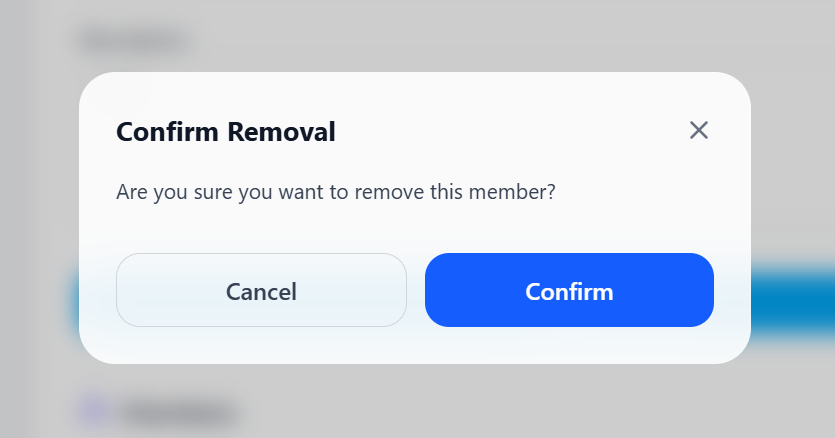 Confirm Removal
Are you sure you want to remove this member?
Cancel
Confirm